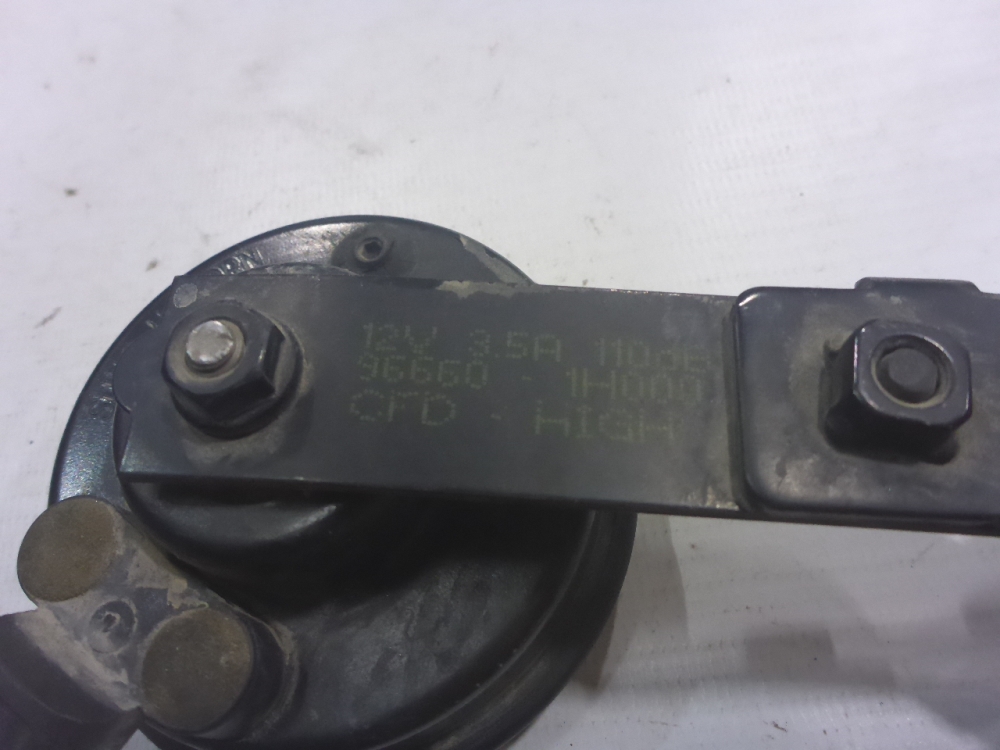 12V 3.5A 110dB
96660 - 1H000
CFD - HIGH